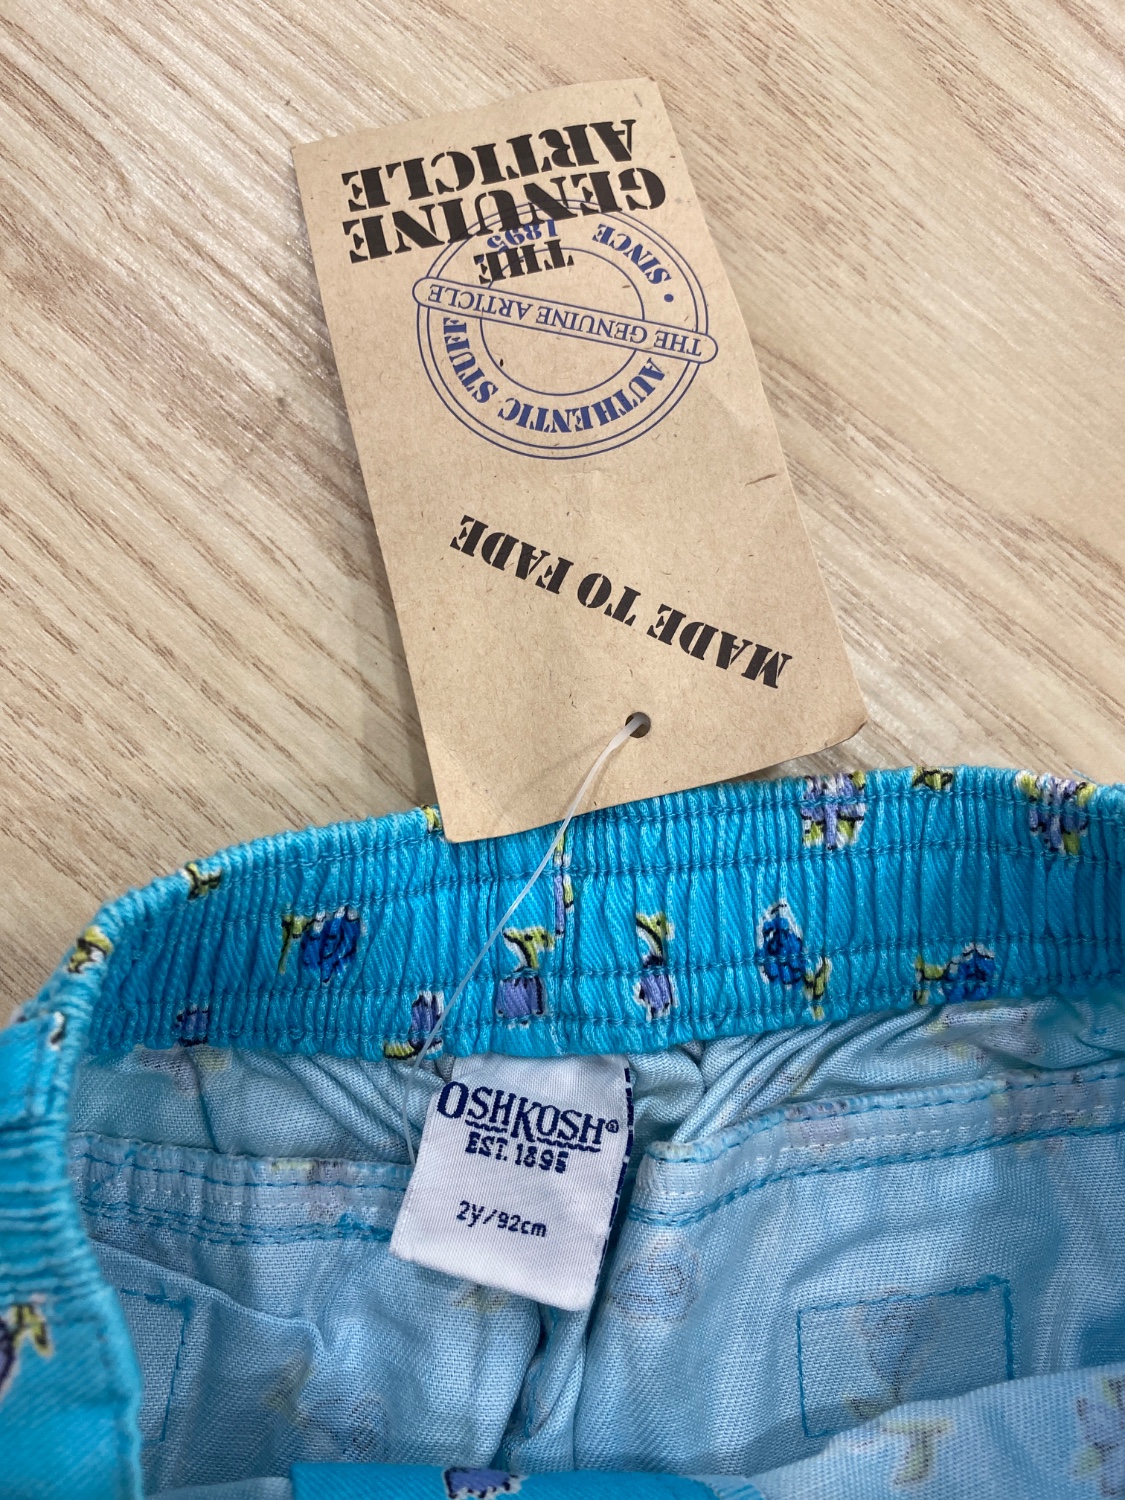 THE
GENUINE
ARTICLE
SINCE
1895
THE GENUINE ARTICLE
AUTHENTIC STUFF
MADE TO FADE
OSHKOSH®
EST. 1895
2Y/92cm